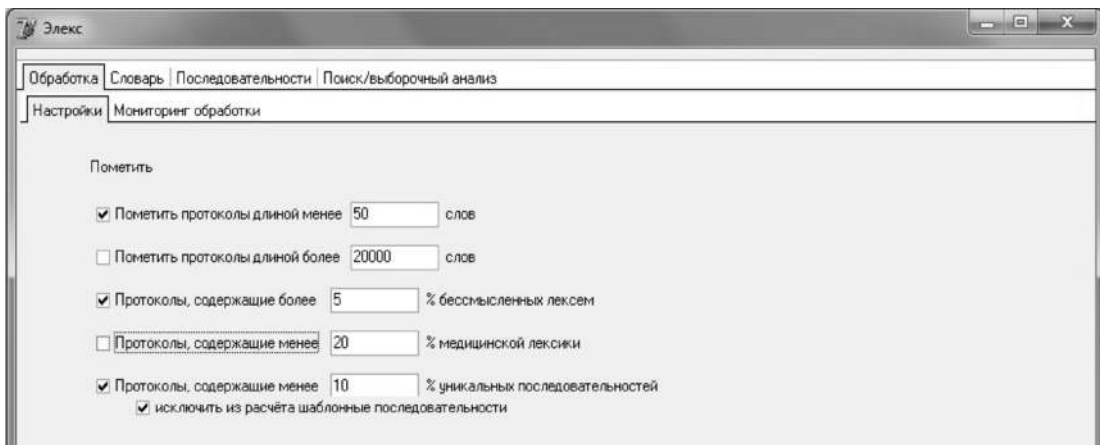 Элекс
Обработка Словарь Последовательности Поиск/выборочный анализ
Настройки Мониторинг обработки
Пометить
Пометить протоколы длиной менее 50 слов
Пометить протоколы длиной более 20000 слов
Протоколы, содержащие более 5 % бессмысленных лексем
Протоколы, содержащие менее 20 % медицинской лексики
Протоколы, содержащие менее 10 % уникальных последовательностей
исключить из расчёта шаблонные последовательности